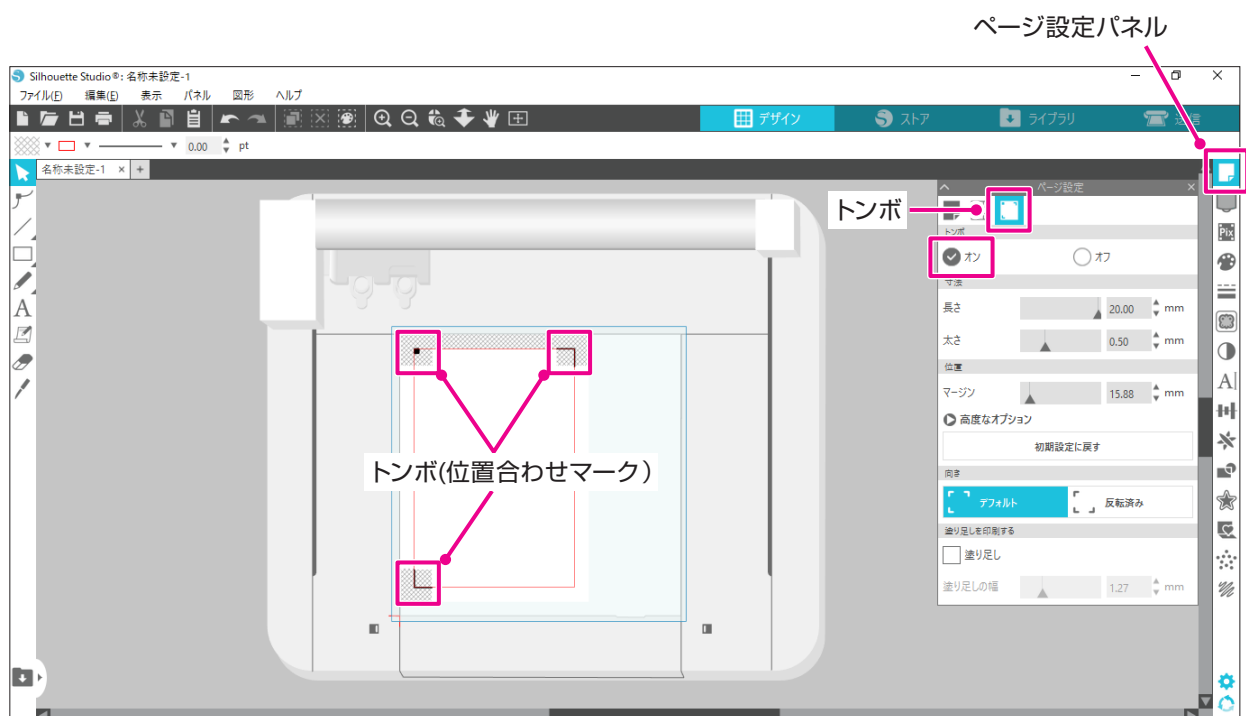 ページ設定パネル
Silhouette Studio®: 名称未設定-1
ファイル(F) 編集(E) 表示 パネル 図形 ヘルプ
デザイン ストア ライブラリ 送信
0.00 pt
名称未設定-1 × +
ページ設定
トンボ
トンボ
オン オフ
寸法
長さ 20.00 mm
太さ 0.50 mm
位置
マージン 15.88 mm
高度なオプション
初期設定に戻す
向き
デフォルト 反転済み
塗り足しを印刷する
塗り足し
塗り足しの幅 1.27 mm
トンボ(位置合わせマーク）
Pix
A
A